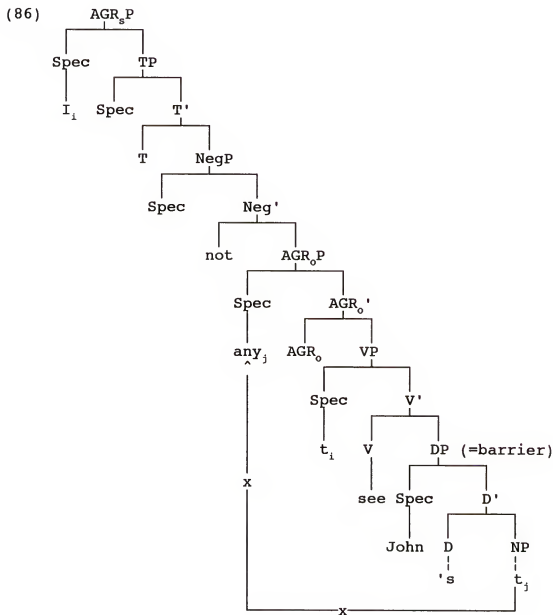 (86) AGRsP
Spec TP
Ii Spec T'
T NegP
Spec Neg'
not AGRoP
Spec AGRo'
anyj AGRo VP
^
Spec V'
ti V DP (=barrier)
x
see Spec D'
John D NP
's tj
x